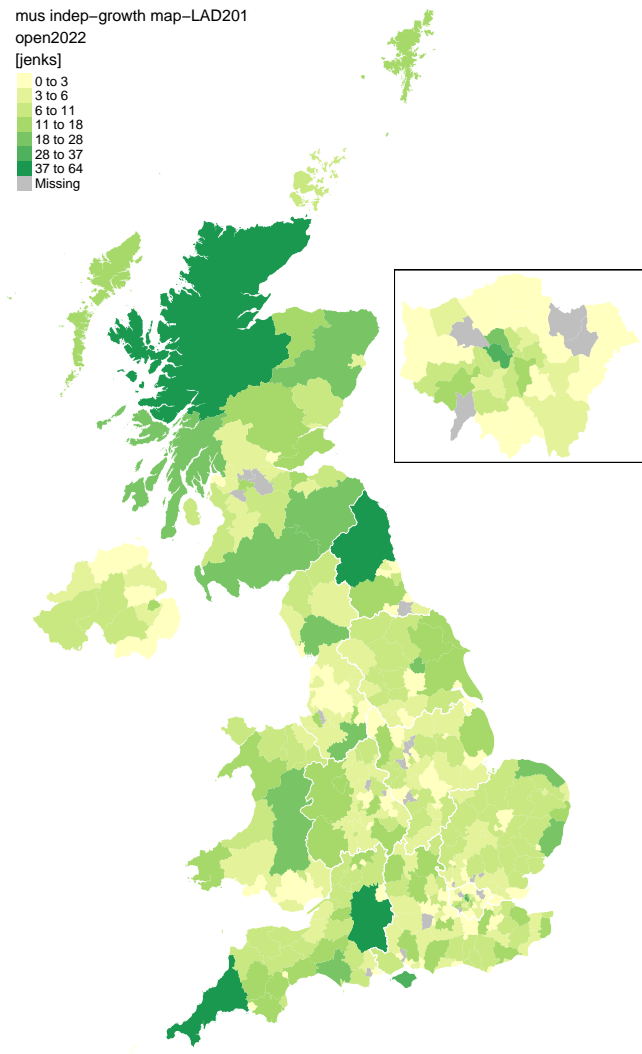 mus indep−growth map−LAD201
open2022
[jenks]
0 to 3
3 to 6
6 to 11
11 to 18
18 to 28
28 to 37
37 to 64
Missing